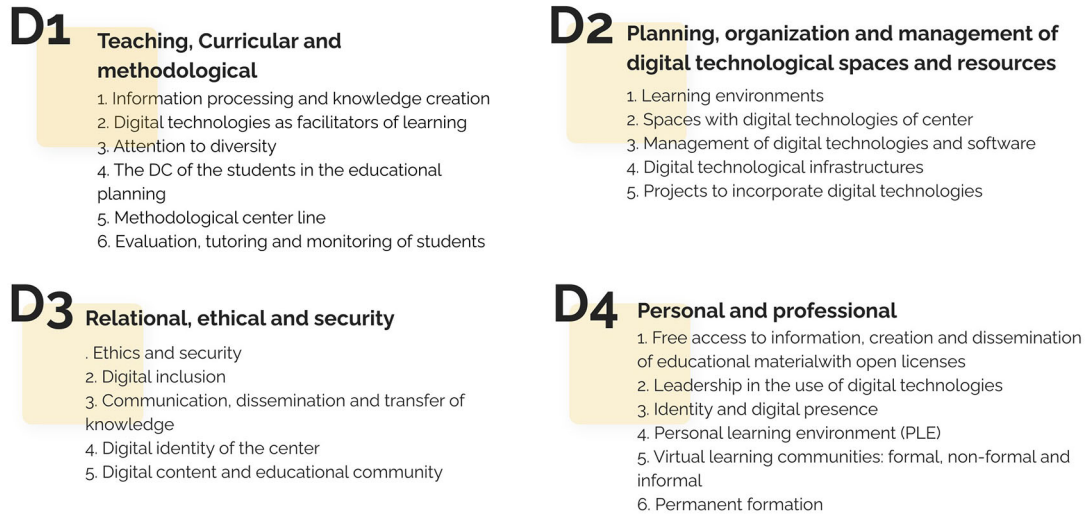 D1
Teaching, Curricular and
methodological
1. Information processing and knowledge creation
2. Digital technologies as facilitators of learning
3. Attention to diversity
4. The DC of the students in the educational
planning
5. Methodological center line
6. Evaluation, tutoring and monitoring of students
D2
Planning, organization and management of
digital technological spaces and resources
1. Learning environments
2. Spaces with digital technologies of center
3. Management of digital technologies and software
4. Digital technological infrastructures
5. Projects to incorporate digital technologies
D3
Relational, ethical and security
. Ethics and security
2. Digital inclusion
3. Communication, dissemination and transfer of
knowledge
4. Digital identity of the center
5. Digital content and educational community
D4
Personal and professional
1. Free access to information, creation and dissemination
of educational materialwith open licenses
2. Leadership in the use of digital technologies
3. Identity and digital presence
4. Personal learning environment (PLE)
5. Virtual learning communities: formal, non-formal and
informal
6. Permanent formation